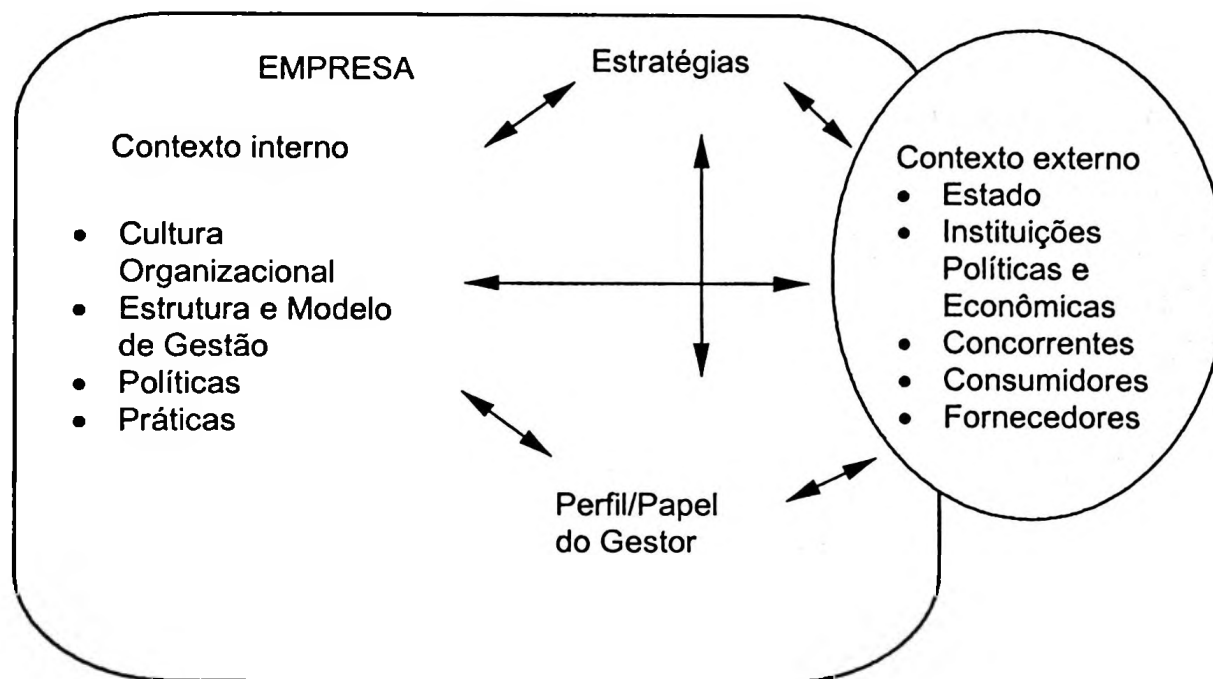 EMPRESA
Estratégias
Contexto interno
• Cultura
Organizacional
• Estrutura e Modelo
de Gestão
• Políticas
• Práticas
Contexto externo
• Estado
• Instituições
Políticas e
Econômicas
• Concorrentes
• Consumidores
• Fornecedores
Perfil/Papel
do Gestor